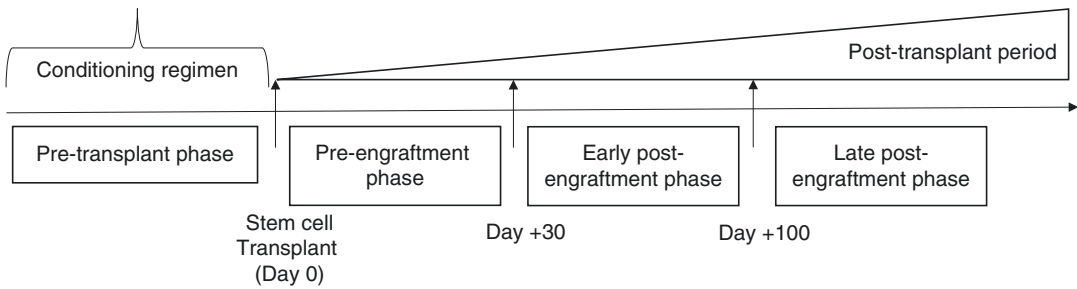 Conditioning regimen
Post-transplant period
Pre-transplant phase
Pre-engraftment
phase
Early post-
engraftment phase
Late post-
engraftment phase
Stem cell
Transplant
(Day 0)
Day +30
Day +100